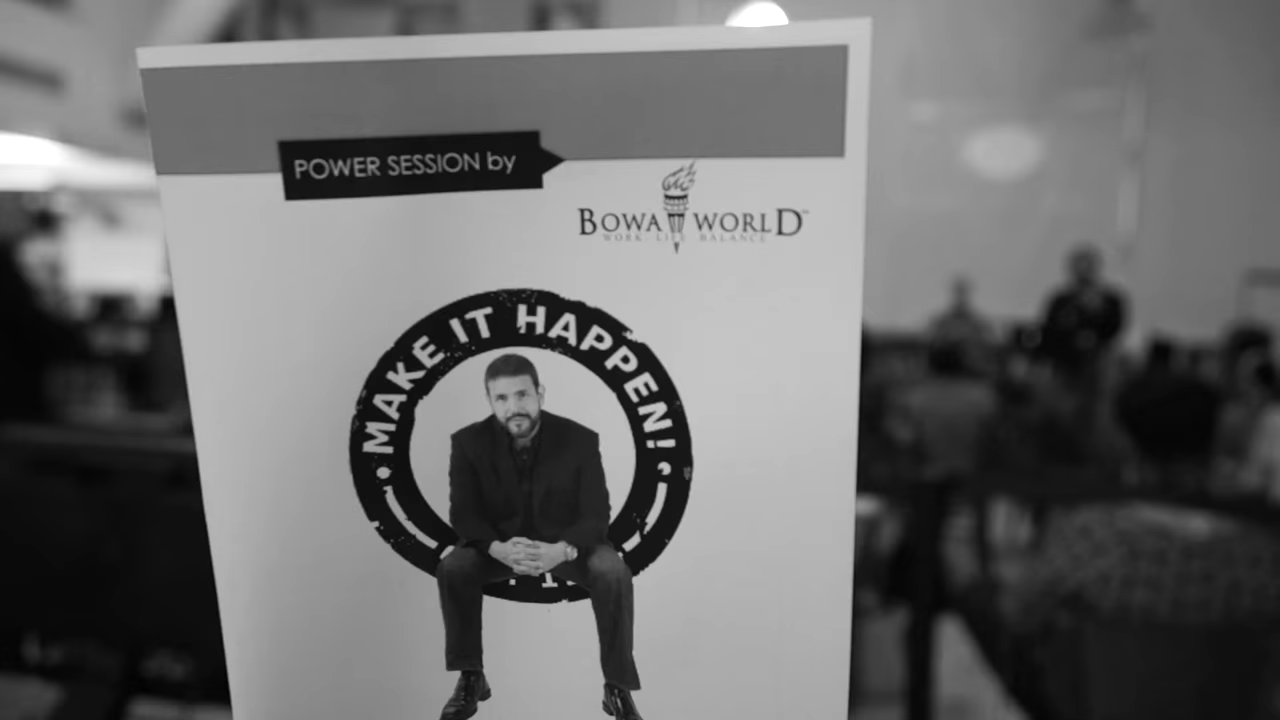 POWER SESSION by
BOWA WORLD™
WORK. LIFE BALANCE
MAKE IT HAPPEN!